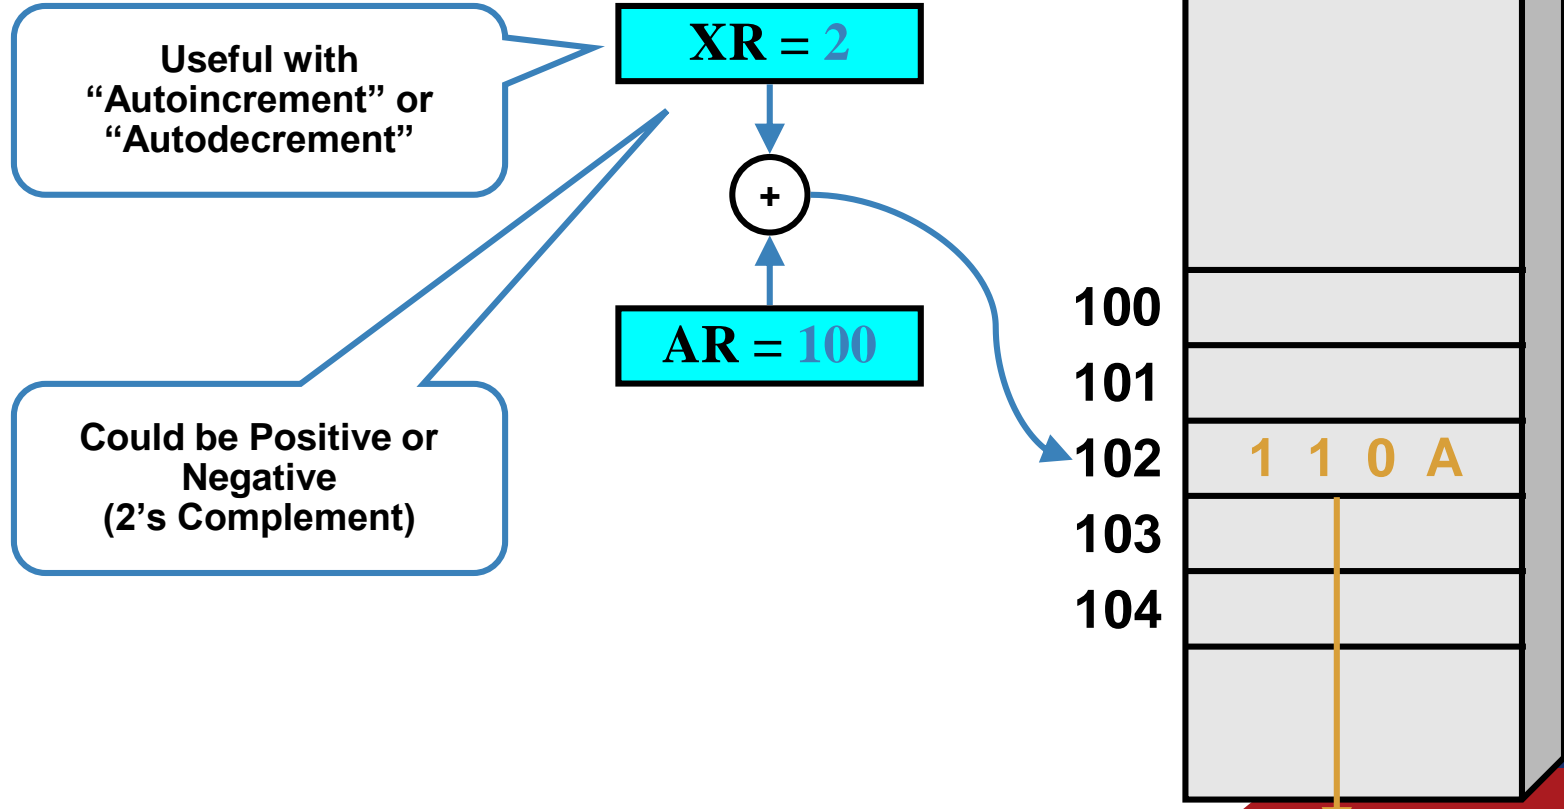 Useful with
“Autoincrement” or
“Autodecrement”
XR = 2
+
AR = 100
Could be Positive or
Negative
(2’s Complement)
100
101
102 1 1 0 A
103
104